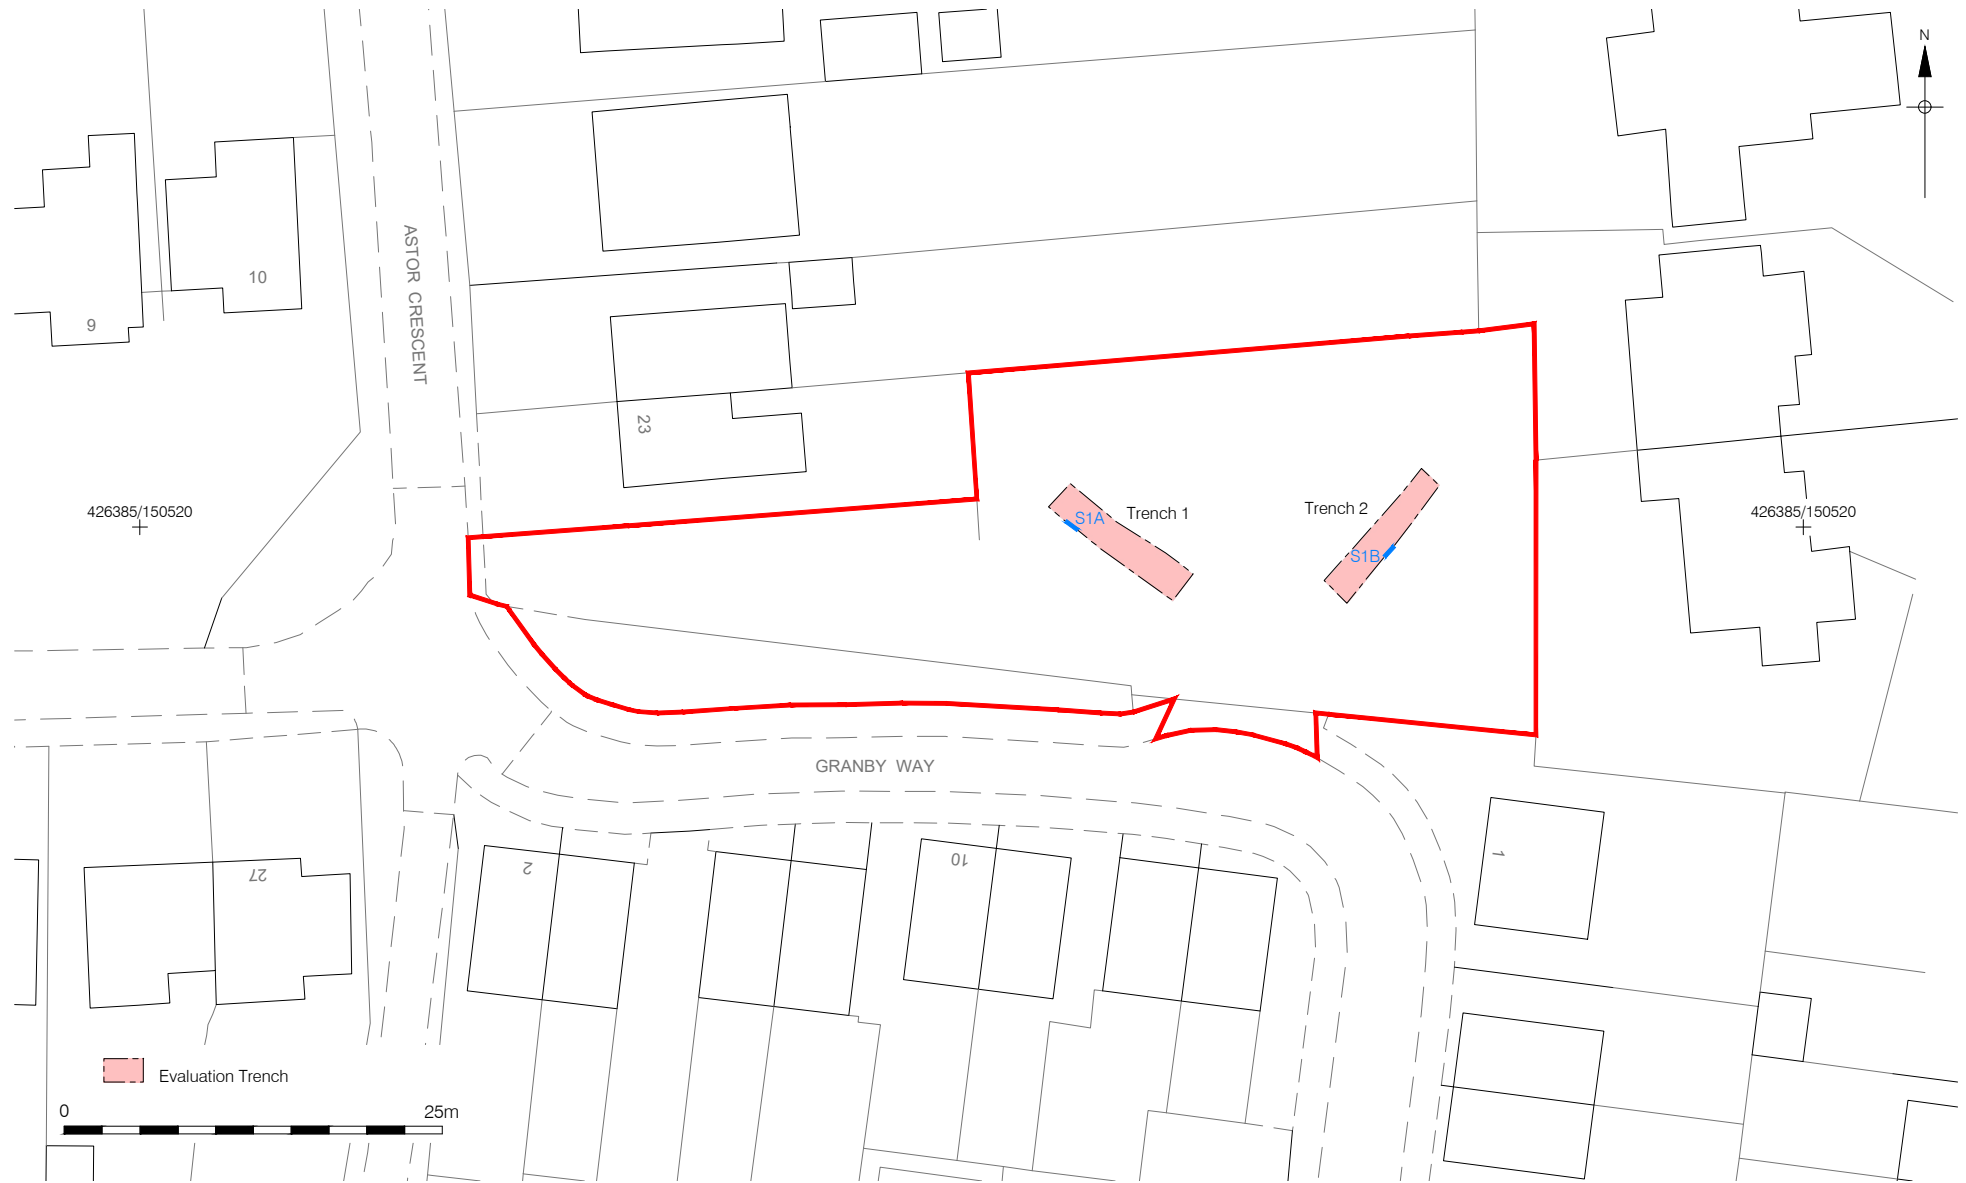 N
ASTOR CRESCENT
10
9
23
426385/150520
S1A
Trench 1
Trench 2
S1B
426385/150520
GRANBY WAY
27
2
10
1
Evaluation Trench
0 25m